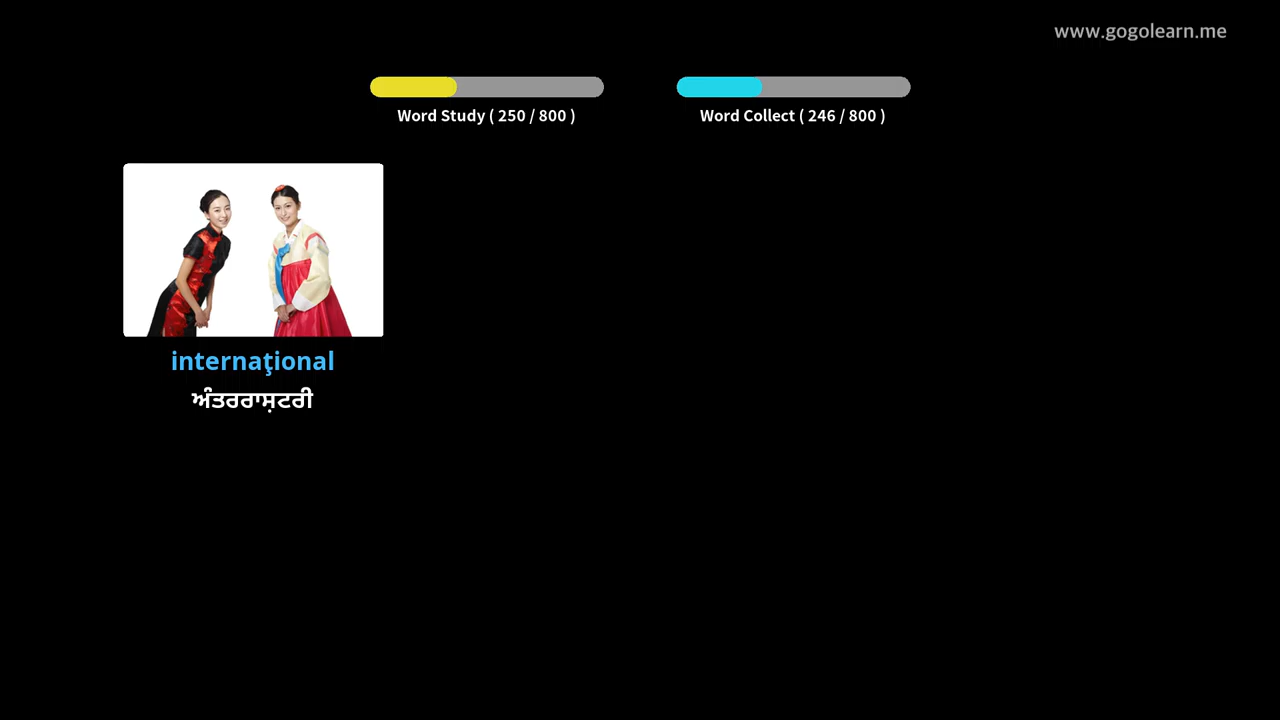 www.gogolearn.me
Word Study ( 250 / 800 )
Word Collect ( 246 / 800 )
internaţional
ਅੰਤਰਰਾਸ਼ਟਰੀ